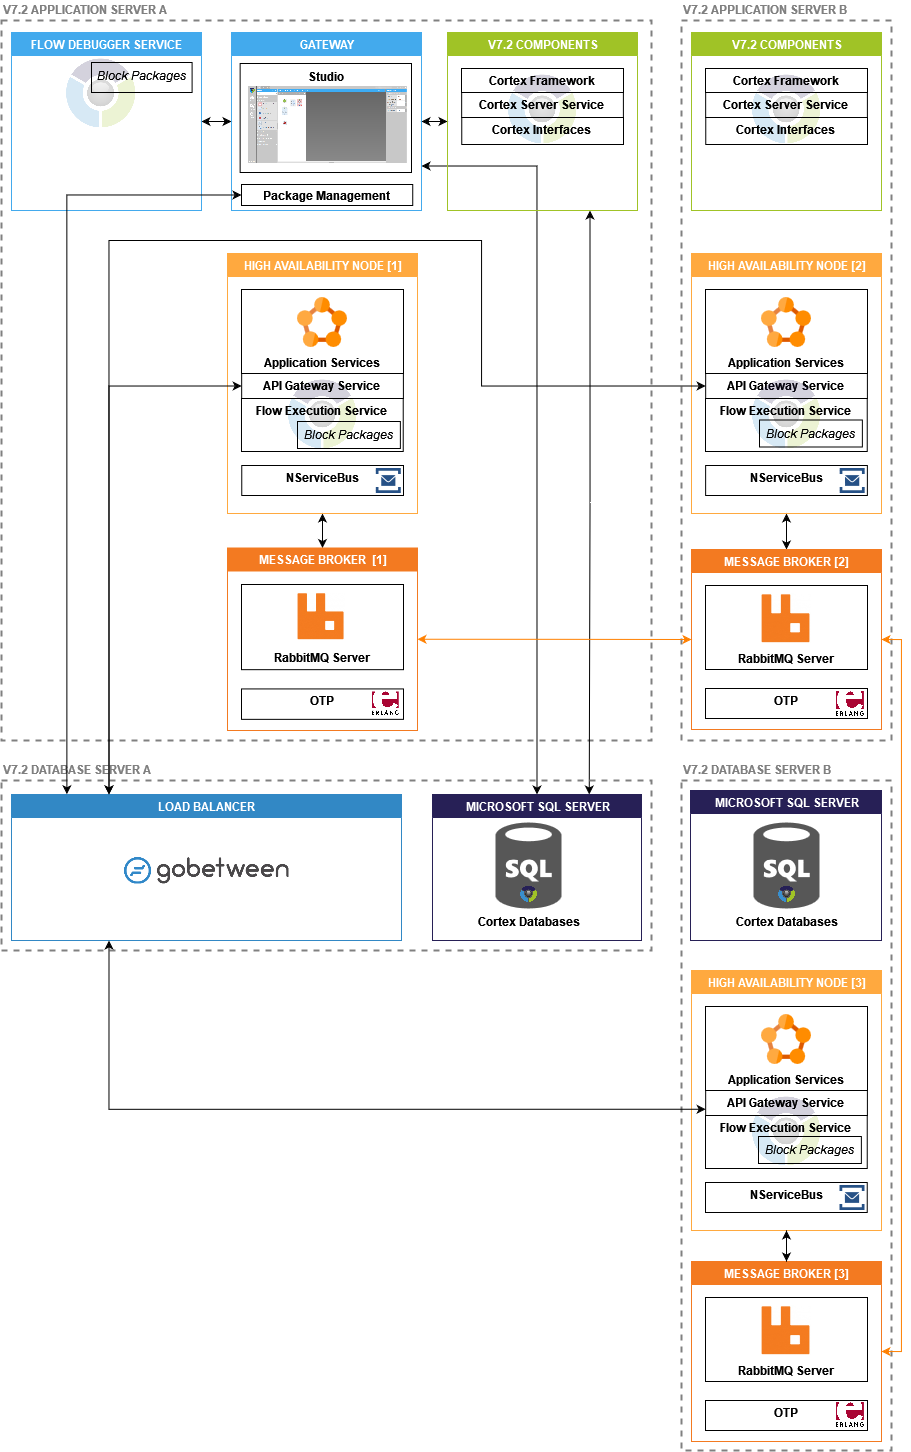 V7.2 APPLICATION SERVER A
FLOW DEBUGGER SERVICE
Block Packages
GATEWAY
Studio
Package Management
V7.2 COMPONENTS
Cortex Framework
Cortex Server Service
Cortex Interfaces
HIGH AVAILABILITY NODE [1]
Application Services
API Gateway Service
Flow Execution Service
Block Packages
NServiceBus
MESSAGE BROKER [1]
RabbitMQ Server
OTP
ERLANG
V7.2 APPLICATION SERVER B
V7.2 COMPONENTS
Cortex Framework
Cortex Server Service
Cortex Interfaces
HIGH AVAILABILITY NODE [2]
Application Services
API Gateway Service
Flow Execution Service
Block Packages
NServiceBus
MESSAGE BROKER [2]
RabbitMQ Server
OTP
ERLANG
V7.2 DATABASE SERVER A
LOAD BALANCER
gobetween
MICROSOFT SQL SERVER
SQL
Cortex Databases
V7.2 DATABASE SERVER B
MICROSOFT SQL SERVER
SQL
Cortex Databases
HIGH AVAILABILITY NODE [3]
Application Services
API Gateway Service
Flow Execution Service
Block Packages
NServiceBus
MESSAGE BROKER [3]
RabbitMQ Server
OTP
ERLANG